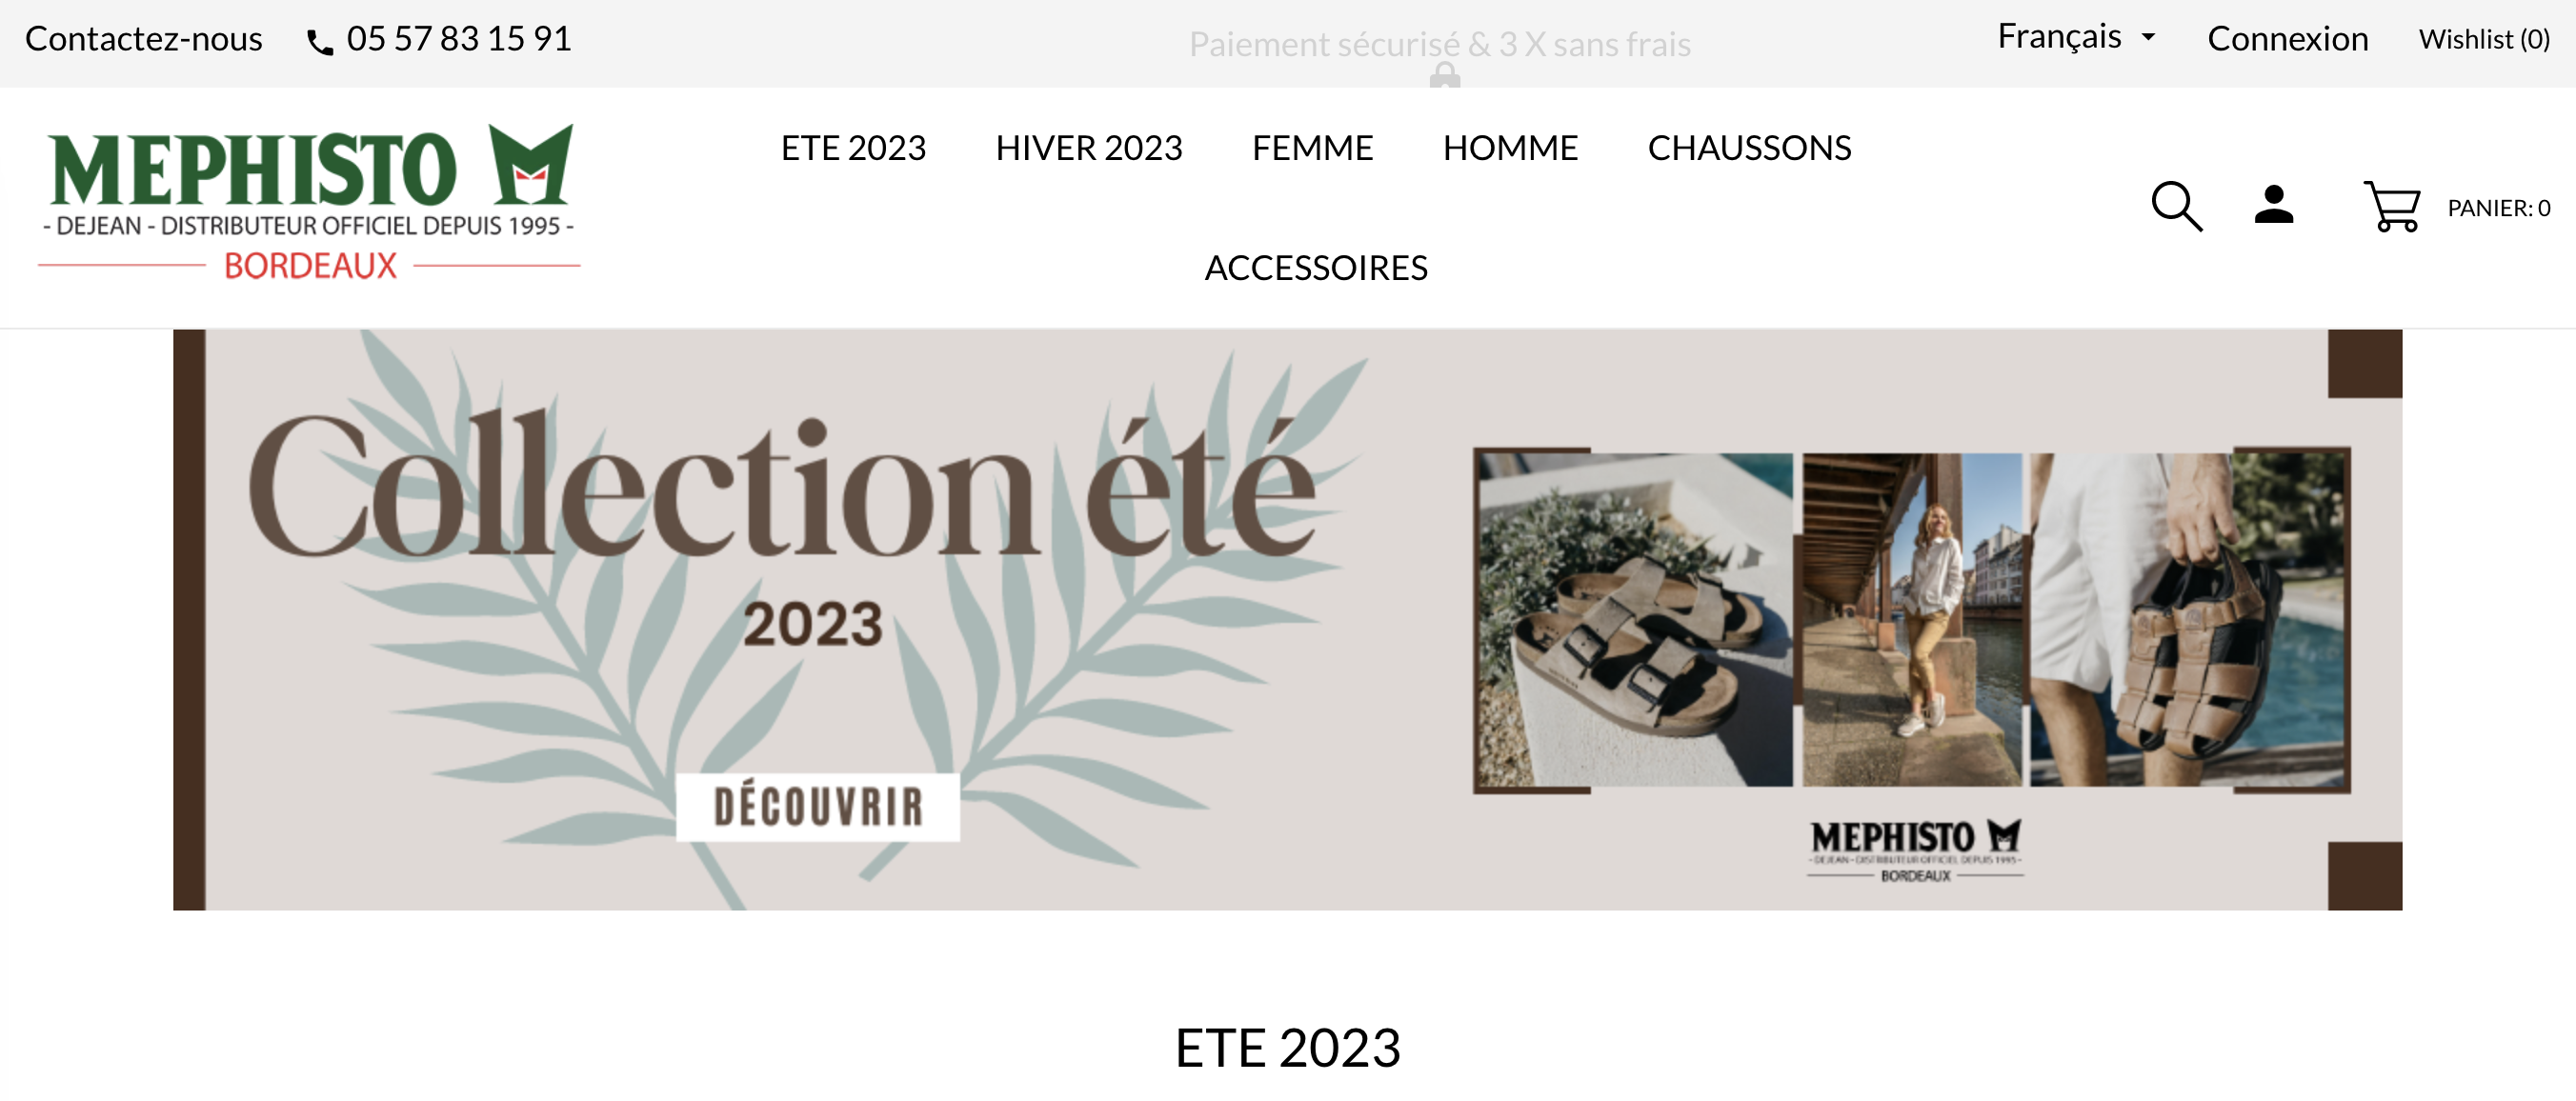 Contactez-nous 05 57 83 15 91
Paiement sécurisé & 3 X sans frais
Français Connexion Wishlist (0)
MEPHISTO
- DEJEAN - DISTRIBUTEUR OFFICIEL DEPUIS 1995 -
BORDEAUX
ETE 2023 HIVER 2023 FEMME HOMME CHAUSSONS
ACCESSOIRES
PANIER: 0
Collection été
2023
DÉCOUVRIR
MEPHISTO
- DEJEAN - DISTRIBUTEUR OFFICIEL DEPUIS 1995 -
BORDEAUX
ETE 2023